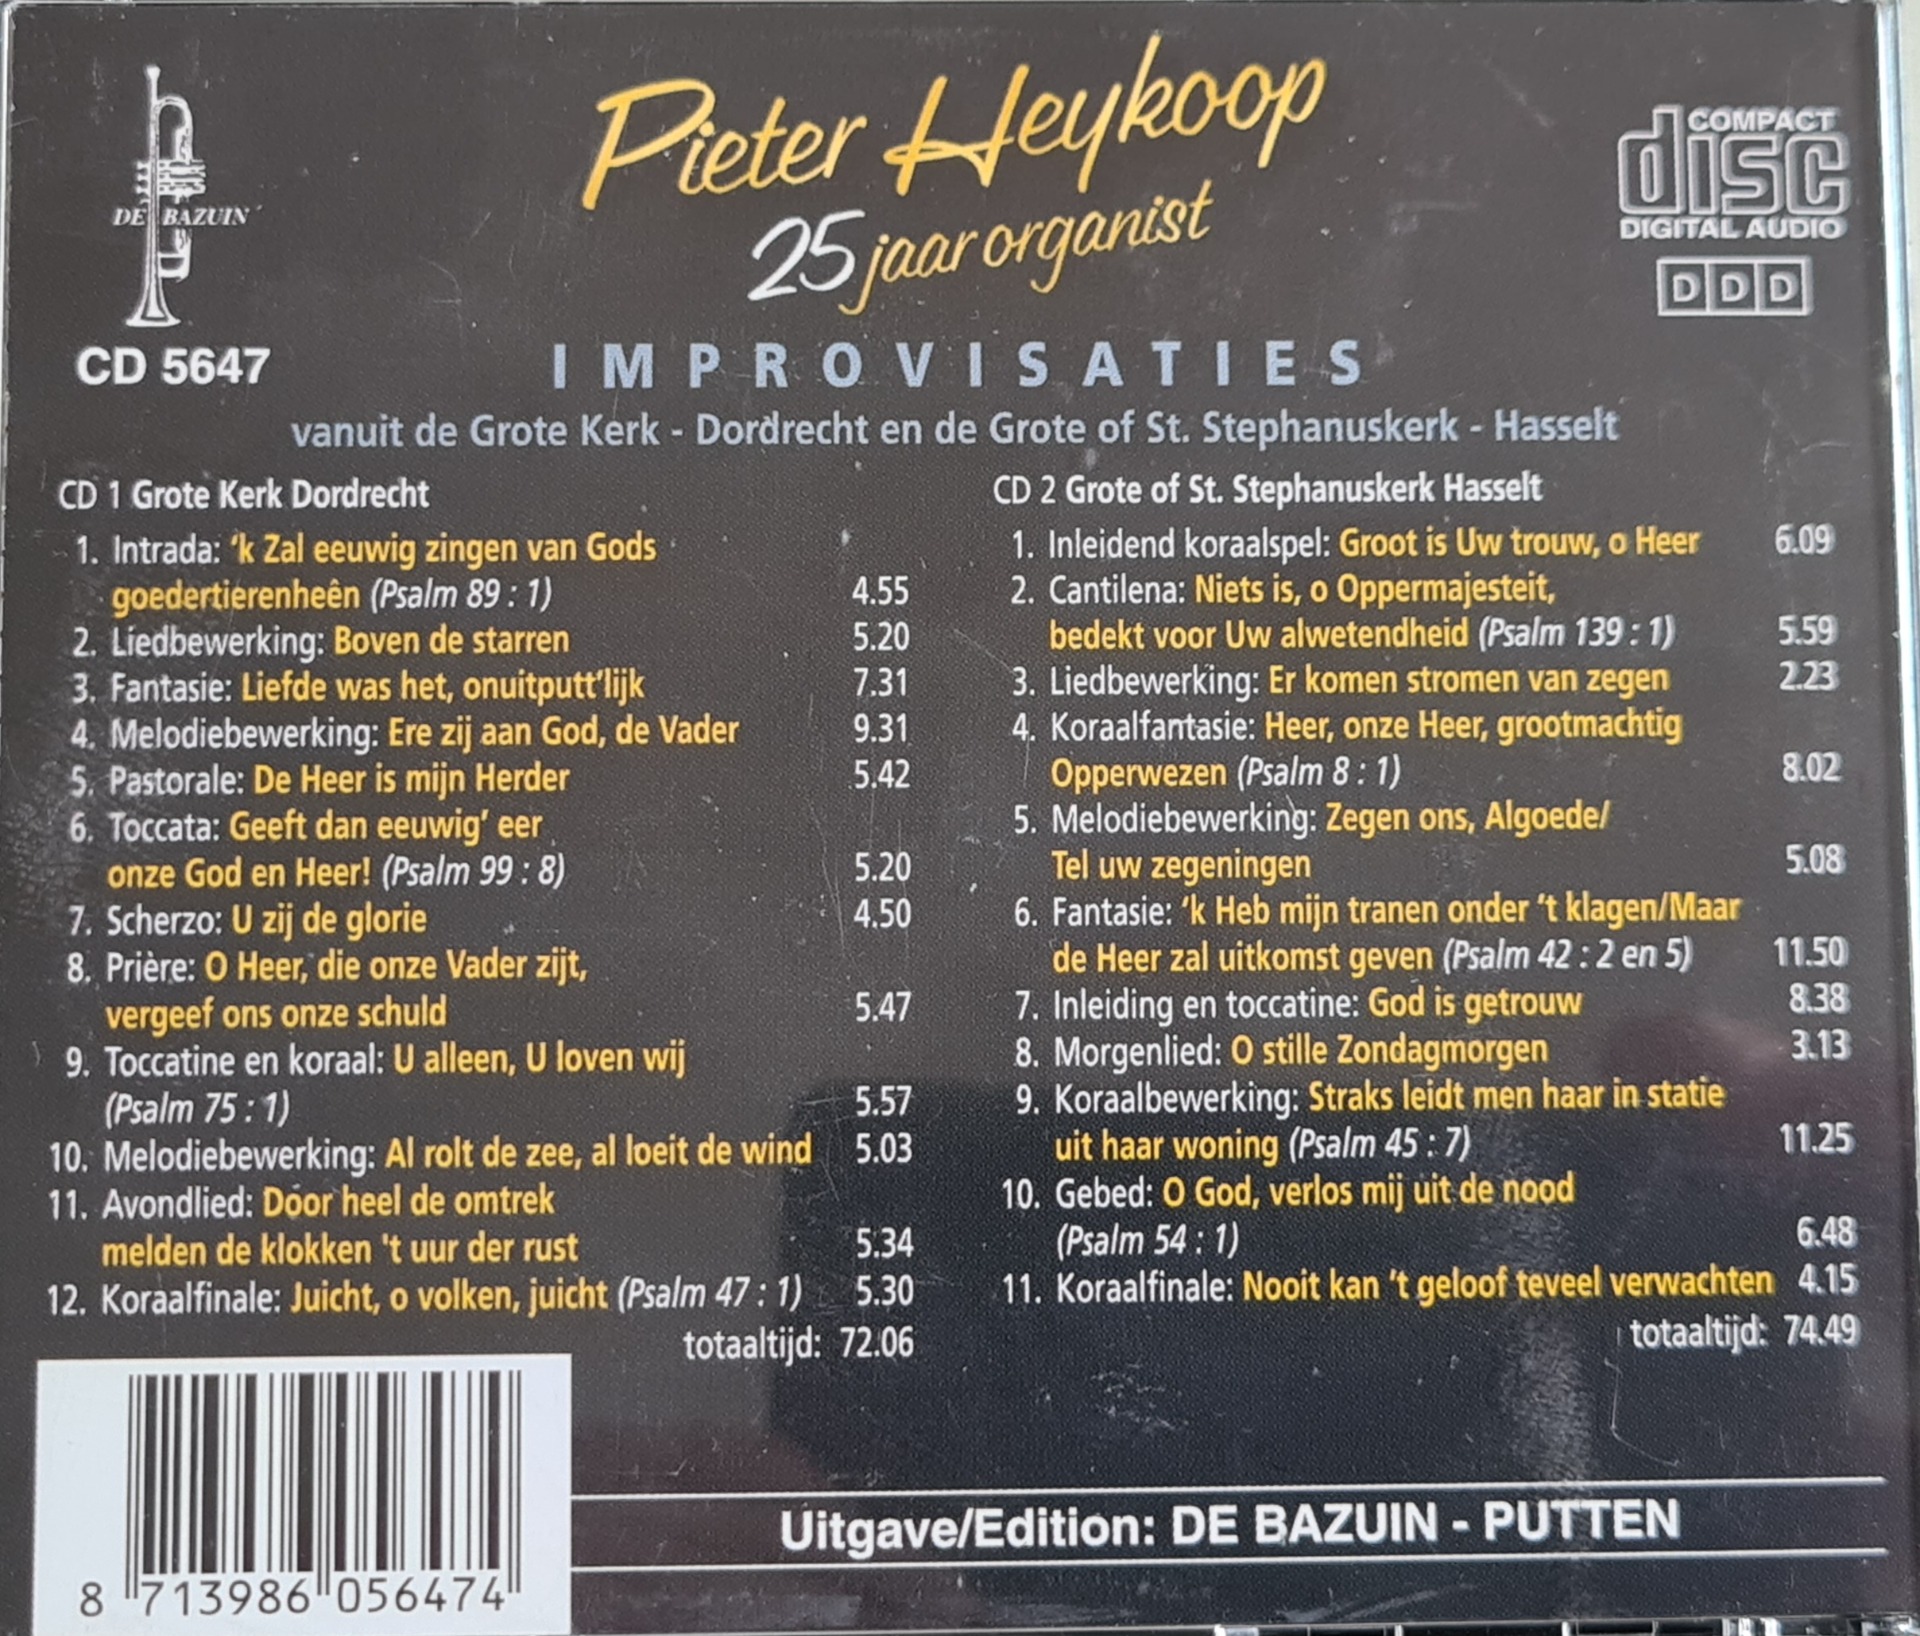 Pieter Heykoop
25 jaar organist
DE BAZUIN
COMPACT
disc
DIGITAL AUDIO
DDD
CD 5647
IMPROVISATIES
vanuit de Grote Kerk - Dordrecht en de Grote of St. Stephanuskerk - Hasselt
CD 1 Grote Kerk Dordrecht
1. Intrada: 'k Zal eeuwig zingen van Gods
goedertierenheên (Psalm 89 : 1) 4.55
2. Liedbewerking: Boven de starren 5.20
3. Fantasie: Liefde was het, onuitputt'lijk 7.31
4. Melodiebewerking: Ere zij aan God, de Vader 9.31
5. Pastorale: De Heer is mijn Herder 5.42
6. Toccata: Geeft dan eeuwig' eer
onze God en Heer! (Psalm 99 : 8) 5.20
7. Scherzo: U zij de glorie 4.50
8. Prière: O Heer, die onze Vader zijt,
vergeef ons onze schuld 5.47
9. Toccatine en koraal: U alleen, U loven wij
(Psalm 75 : 1) 5.57
10. Melodiebewerking: Al rolt de zee, al loeit de wind 5.03
11. Avondlied: Door heel de omtrek
melden de klokken 't uur der rust 5.34
12. Koraalfinale: Juicht, o volken, juicht (Psalm 47 : 1) 5.30
totaaltijd: 72.06
CD 2 Grote of St. Stephanuskerk Hasselt
1. Inleidend koraalspel: Groot is Uw trouw, o Heer 6.09
2. Cantilena: Niets is, o Oppermajesteit,
bedekt voor Uw alwetendheid (Psalm 139 : 1) 5.59
3. Liedbewerking: Er komen stromen van zegen 2.23
4. Koraalfantasie: Heer, onze Heer, grootmachtig
Opperwezen (Psalm 8 : 1) 8.02
5. Melodiebewerking: Zegen ons, Algoede/
Tel uw zegeningen 5.08
6. Fantasie: 'k Heb mijn tranen onder 't klagen/Maar
de Heer zal uitkomst geven (Psalm 42 : 2 en 5) 11.50
7. Inleiding en toccatine: God is getrouw 8.38
8. Morgenlied: O stille Zondagmorgen 3.13
9. Koraalbewerking: Straks leidt men haar in statie
uit haar woning (Psalm 45 : 7) 11.25
10. Gebed: O God, verlos mij uit de nood
(Psalm 54 : 1) 6.48
11. Koraalfinale: Nooit kan 't geloof teveel verwachten 4.15
totaaltijd: 74.49
Uitgave/Edition: DE BAZUIN - PUTTEN
8 713986 056474